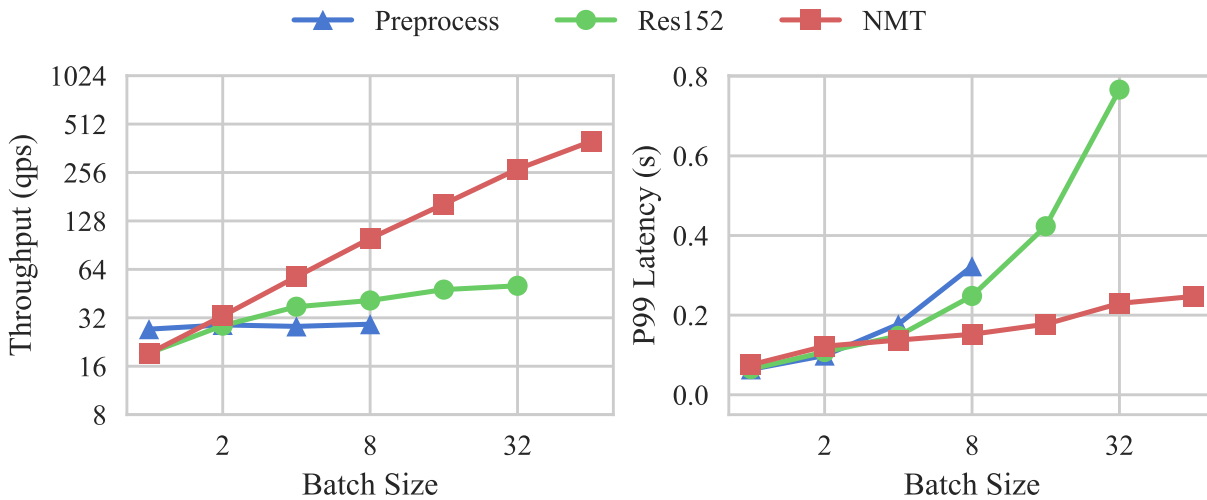 Preprocess Res152 NMT
Throughput (qps)
1024
512
256
128
64
32
16
8
2 8 32
Batch Size
P99 Latency (s)
0.8
0.6
0.4
0.2
0.0
2 8 32
Batch Size